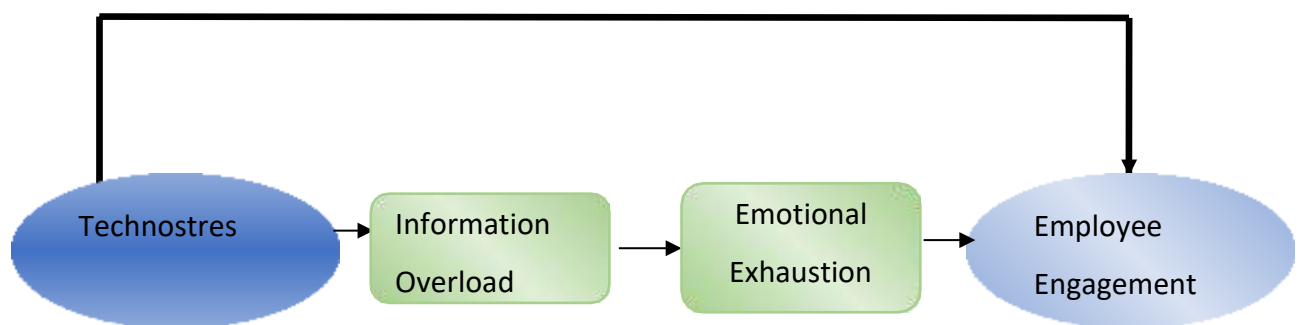 Technostres
Information
Overload
Emotional
Exhaustion
Employee
Engagement